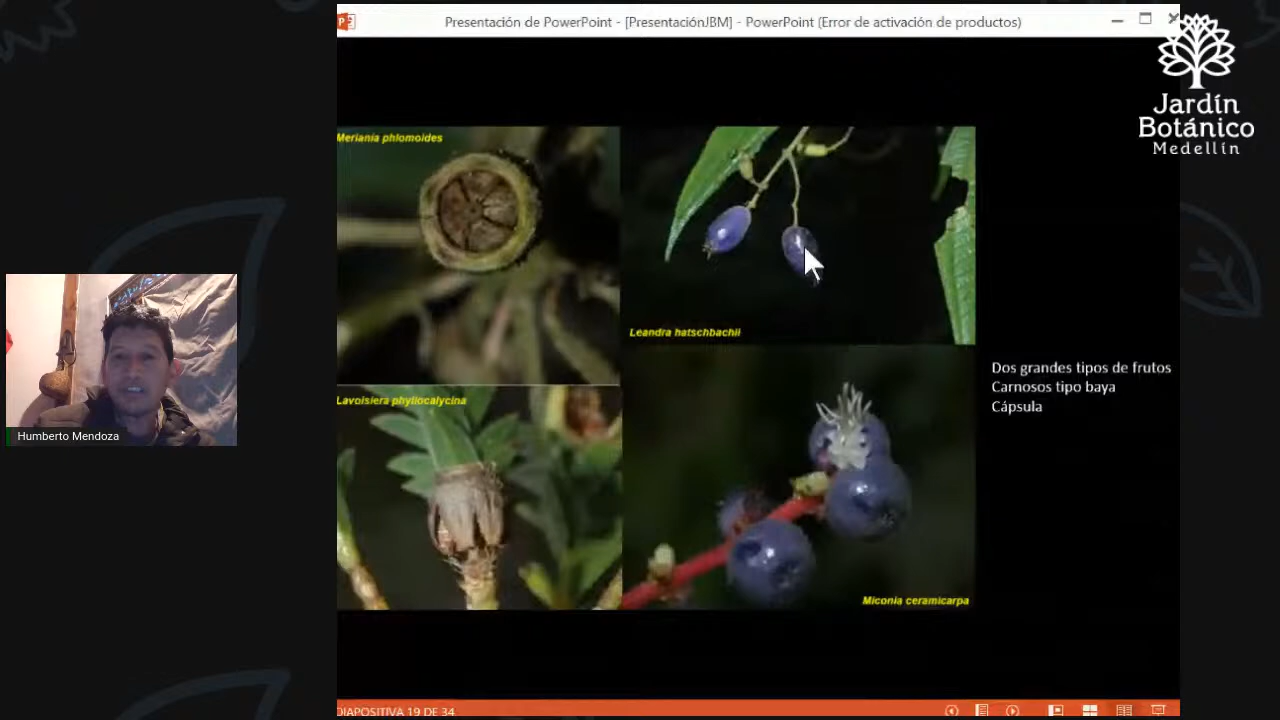 Presentación de PowerPoint - [PresentaciónJBM] - PowerPoint (Error de activación de productos)
Jardín
Botánico
Medellín
Meriania phlomoides
Leandra hatschbachii
Lavoisiera phyllocalycina
Miconia ceramicarpa
Dos grandes tipos de frutos
Carnosos tipo baya
Cápsula
Humberto Mendoza
DIAPOSITIVA 19 DE 34